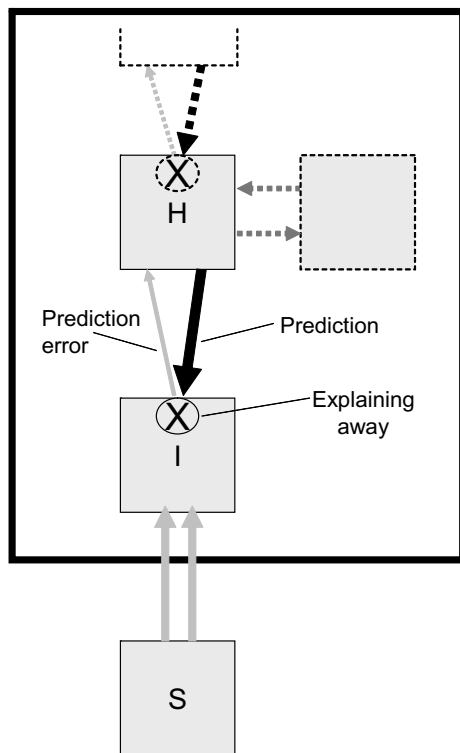 X
H
Prediction
error
Prediction
X
Explaining
away
I
S